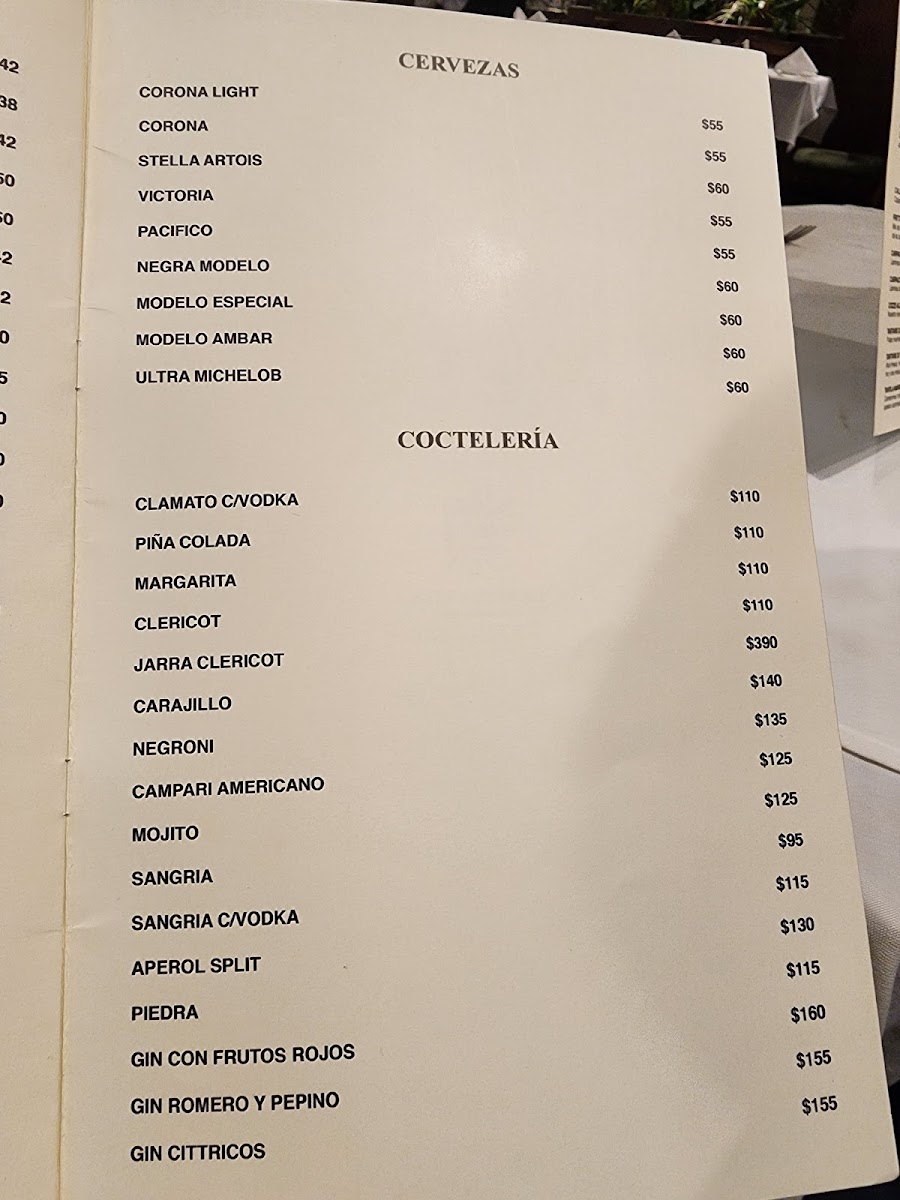 42
38
CERVEZAS
CORONA LIGHT $55
CORONA $55
STELLA ARTOIS $60
VICTORIA $55
PACIFICO $55
NEGRA MODELO $60
MODELO ESPECIAL $60
MODELO AMBAR $60
ULTRA MICHELOB $60
COCTELERÍA
CLAMATO C/VODKA $110
PIÑA COLADA $110
MARGARITA $110
CLERICOT $110
JARRA CLERICOT $390
CARAJILLO $140
NEGRONI $135
CAMPARI AMERICANO $125
MOJITO $125
SANGRIA $95
SANGRIA C/VODKA $115
APEROL SPLIT $130
PIEDRA $115
GIN CON FRUTOS ROJOS $160
GIN ROMERO Y PEPINO $155
GIN CITTRICOS $155